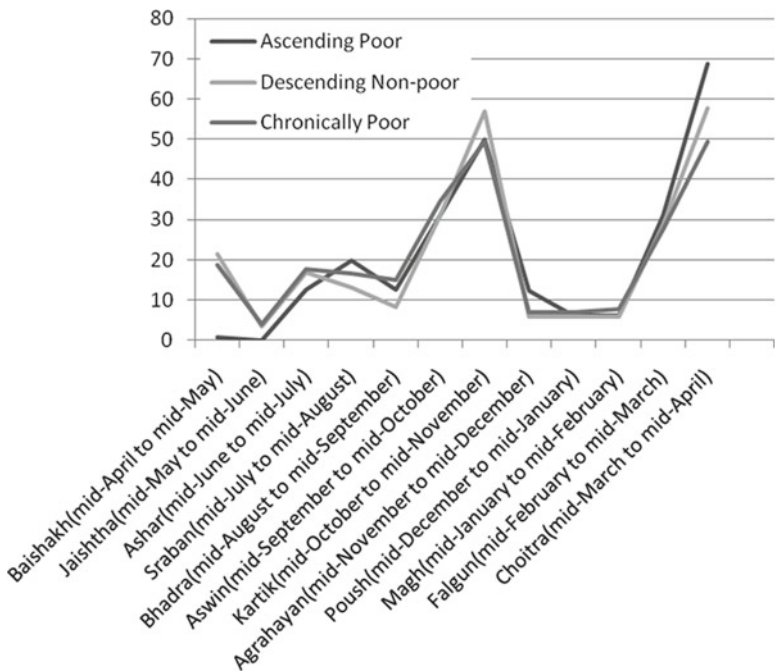 80
70
60
50
40
30
20
10
0
Ascending Poor
Descending Non-poor
Chronically Poor
Baishakh(mid-April to mid-May)
Jaishtha(mid-May to mid-June)
Ashar(mid-June to mid-July)
Sraban(mid-July to mid-August)
Bhadra(mid-August to mid-September)
Aswin(mid-September to mid-October)
Kartik(mid-October to mid-November)
Agrahayan(mid-November to mid-December)
Poush(mid-December to mid-January)
Magh(mid-January to mid-February)
Falgun(mid-February to mid-March)
Choitra(mid-March to mid-April)